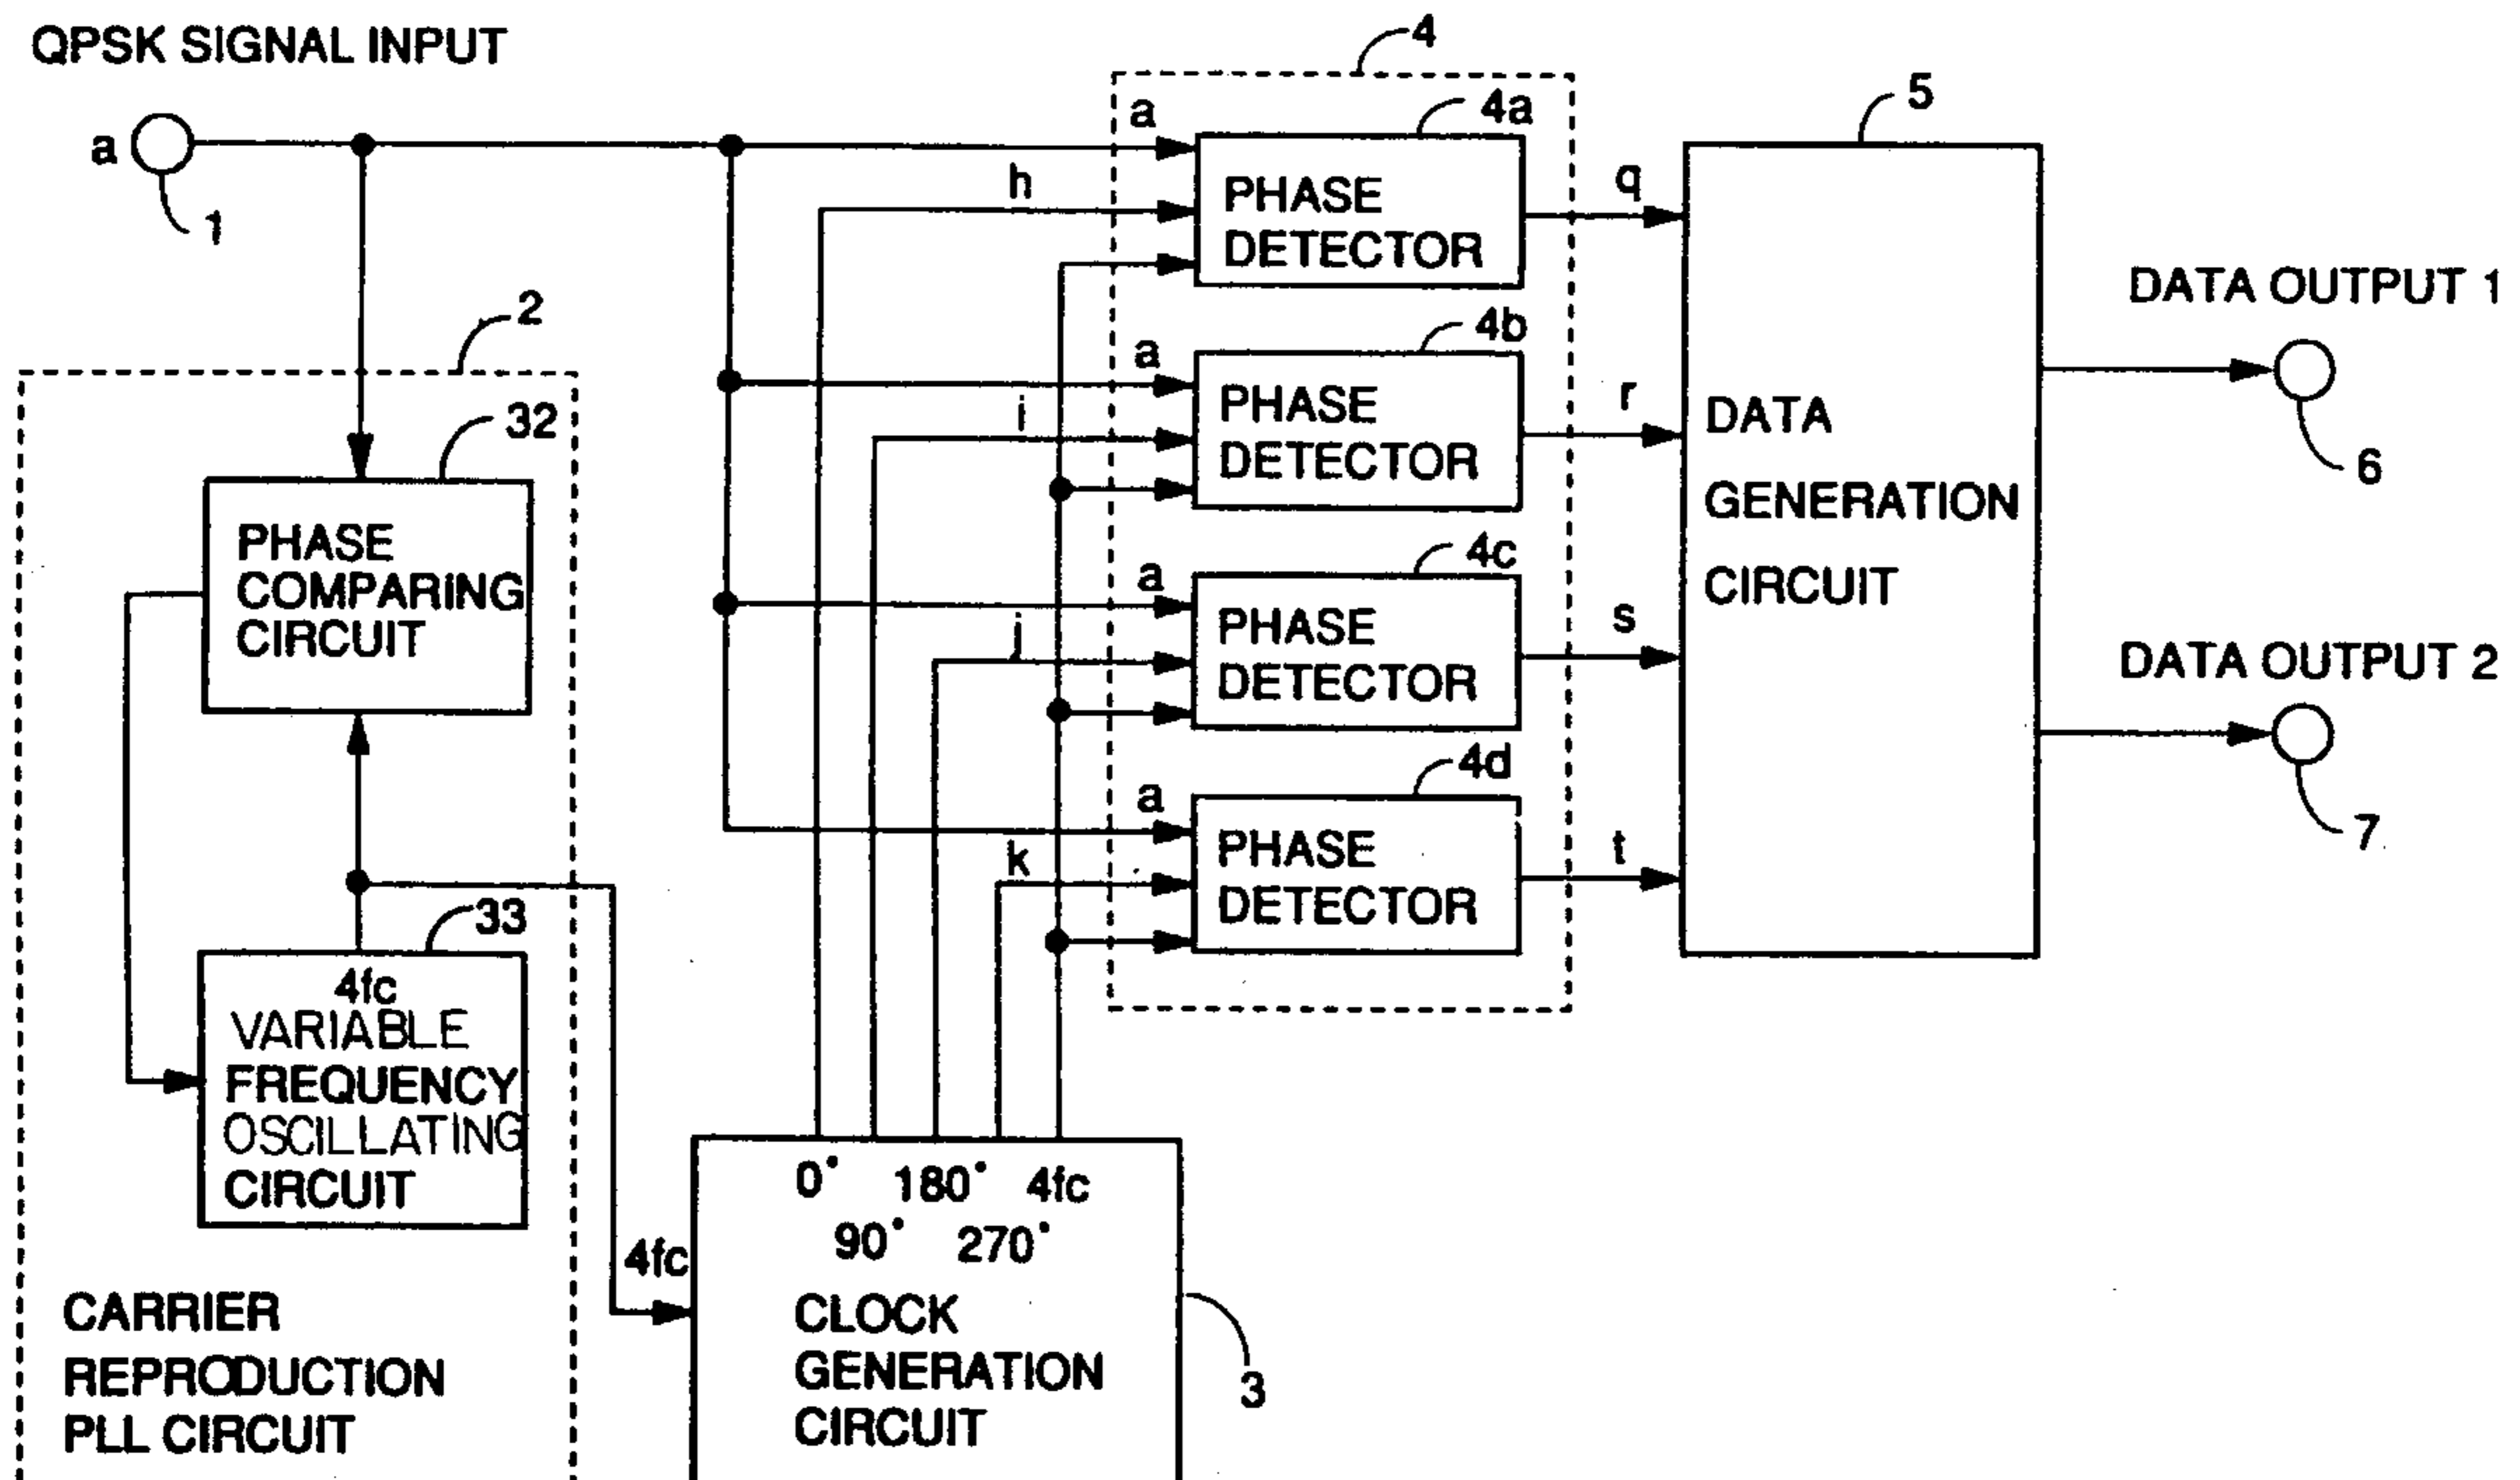 QPSK SIGNAL INPUT
a
1
2
32
PHASE
COMPARING
CIRCUIT
33
4fc
VARIABLE
FREQUENCY
OSCILLATING
CIRCUIT
CARRIER
REPRODUCTION
PLL CIRCUIT
4
a
4a
h
PHASE
DETECTOR
q
a
4b
i
PHASE
DETECTOR
r
a
4c
j
PHASE
DETECTOR
s
a
4d
k
PHASE
DETECTOR
t
5
DATA
GENERATION
CIRCUIT
DATA OUTPUT 1
6
DATA OUTPUT 2
7
0° 180° 4fc
90° 270°
4fc
CLOCK
GENERATION
CIRCUIT
3